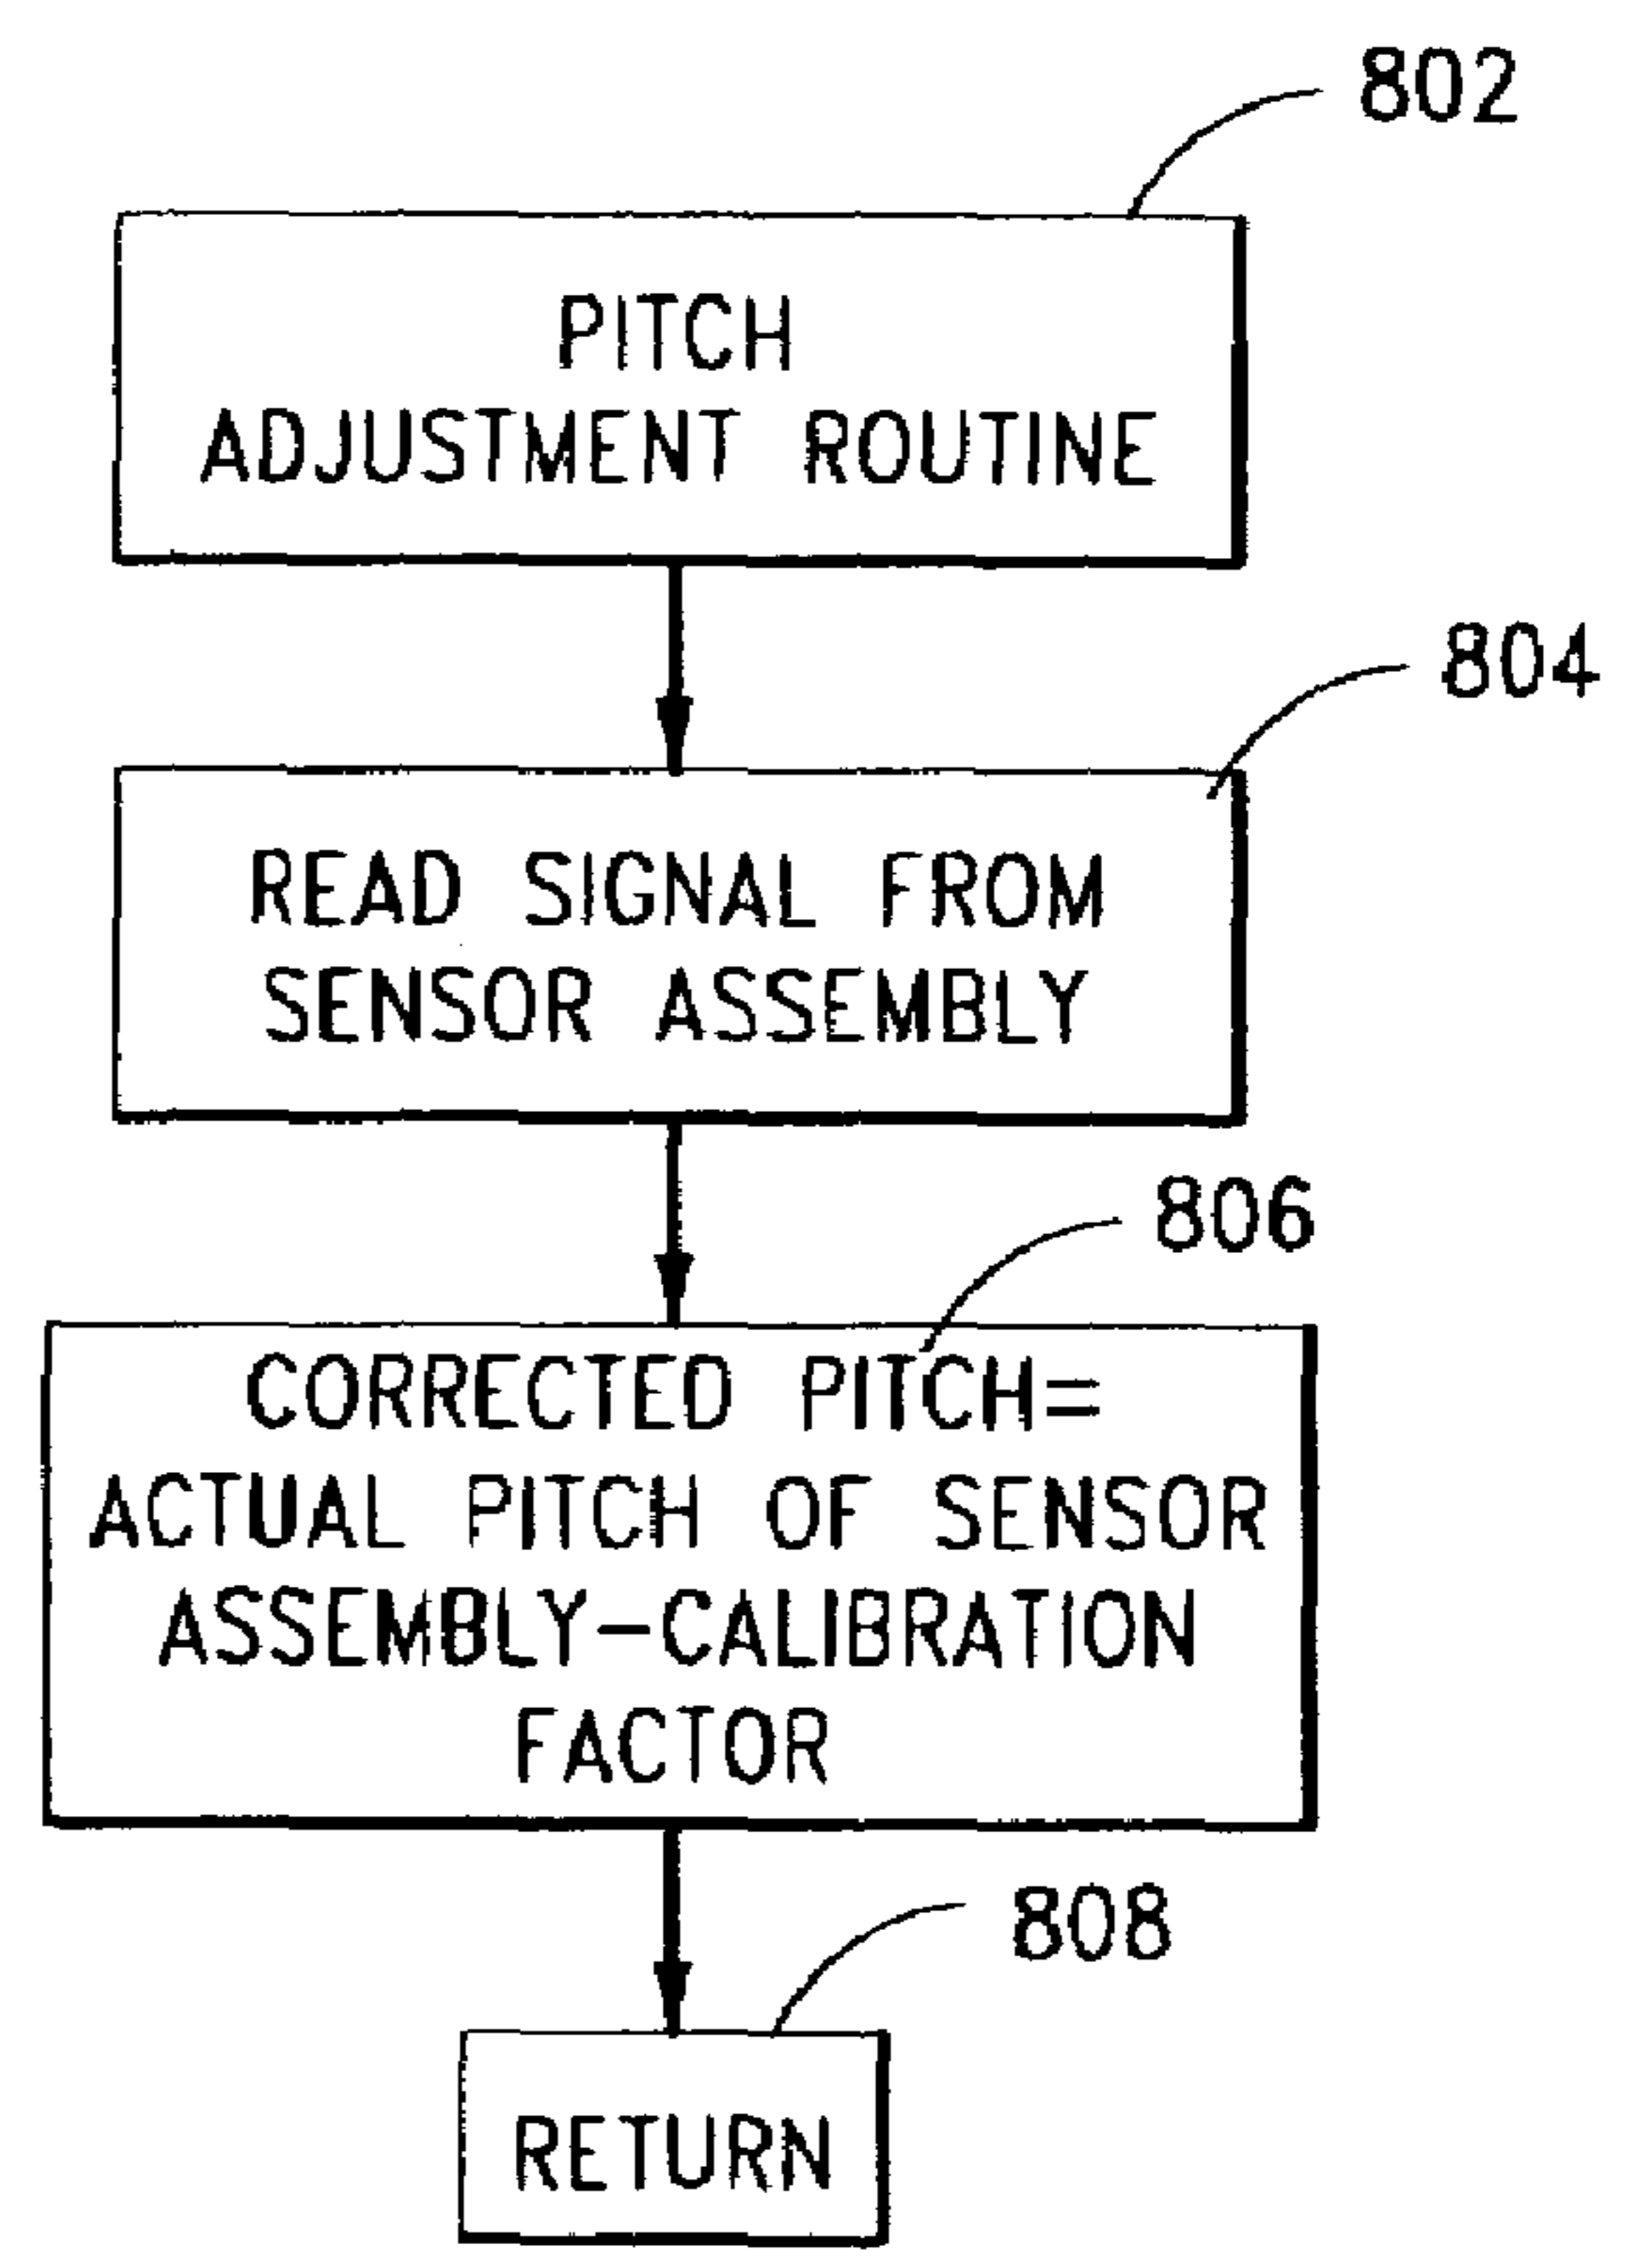 802
PITCH
ADJUSTMENT ROUTINE
804
READ SIGNAL FROM
SENSOR ASSEMBLY
806
CORRECTED PITCH=
ACTUAL PITCH OF SENSOR
ASSEMBLY-CALIBRATION
FACTOR
808
RETURN